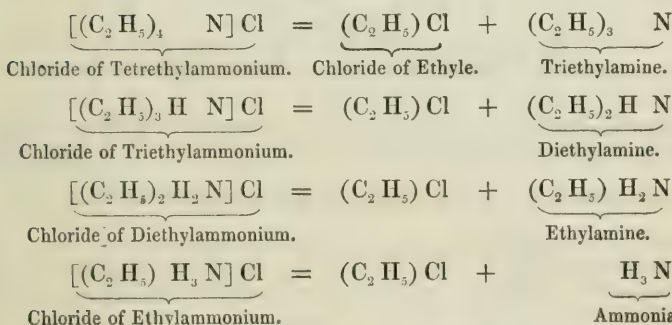 [(C₂ H₅)₄ N] Cl = (C₂ H₅) Cl + (C₂ H₅)₃ N
Chloride of Tetrethylammonium. Chloride of Ethyle. Triethylamine.
[(C₂ H₅)₃ H N] Cl = (C₂ H₅) Cl + (C₂ H₅)₂ H N
Chloride of Triethylammonium. Diethylamine.
[(C₂ H₅)₂ H₂ N] Cl = (C₂ H₅) Cl + (C₂ H₅) H₂ N
Chloride of Diethylammonium. Ethylamine.
[(C₂ H₅) H₃ N] Cl = (C₂ H₅) Cl + H₃ N
Chloride of Ethylammonium. Ammonia